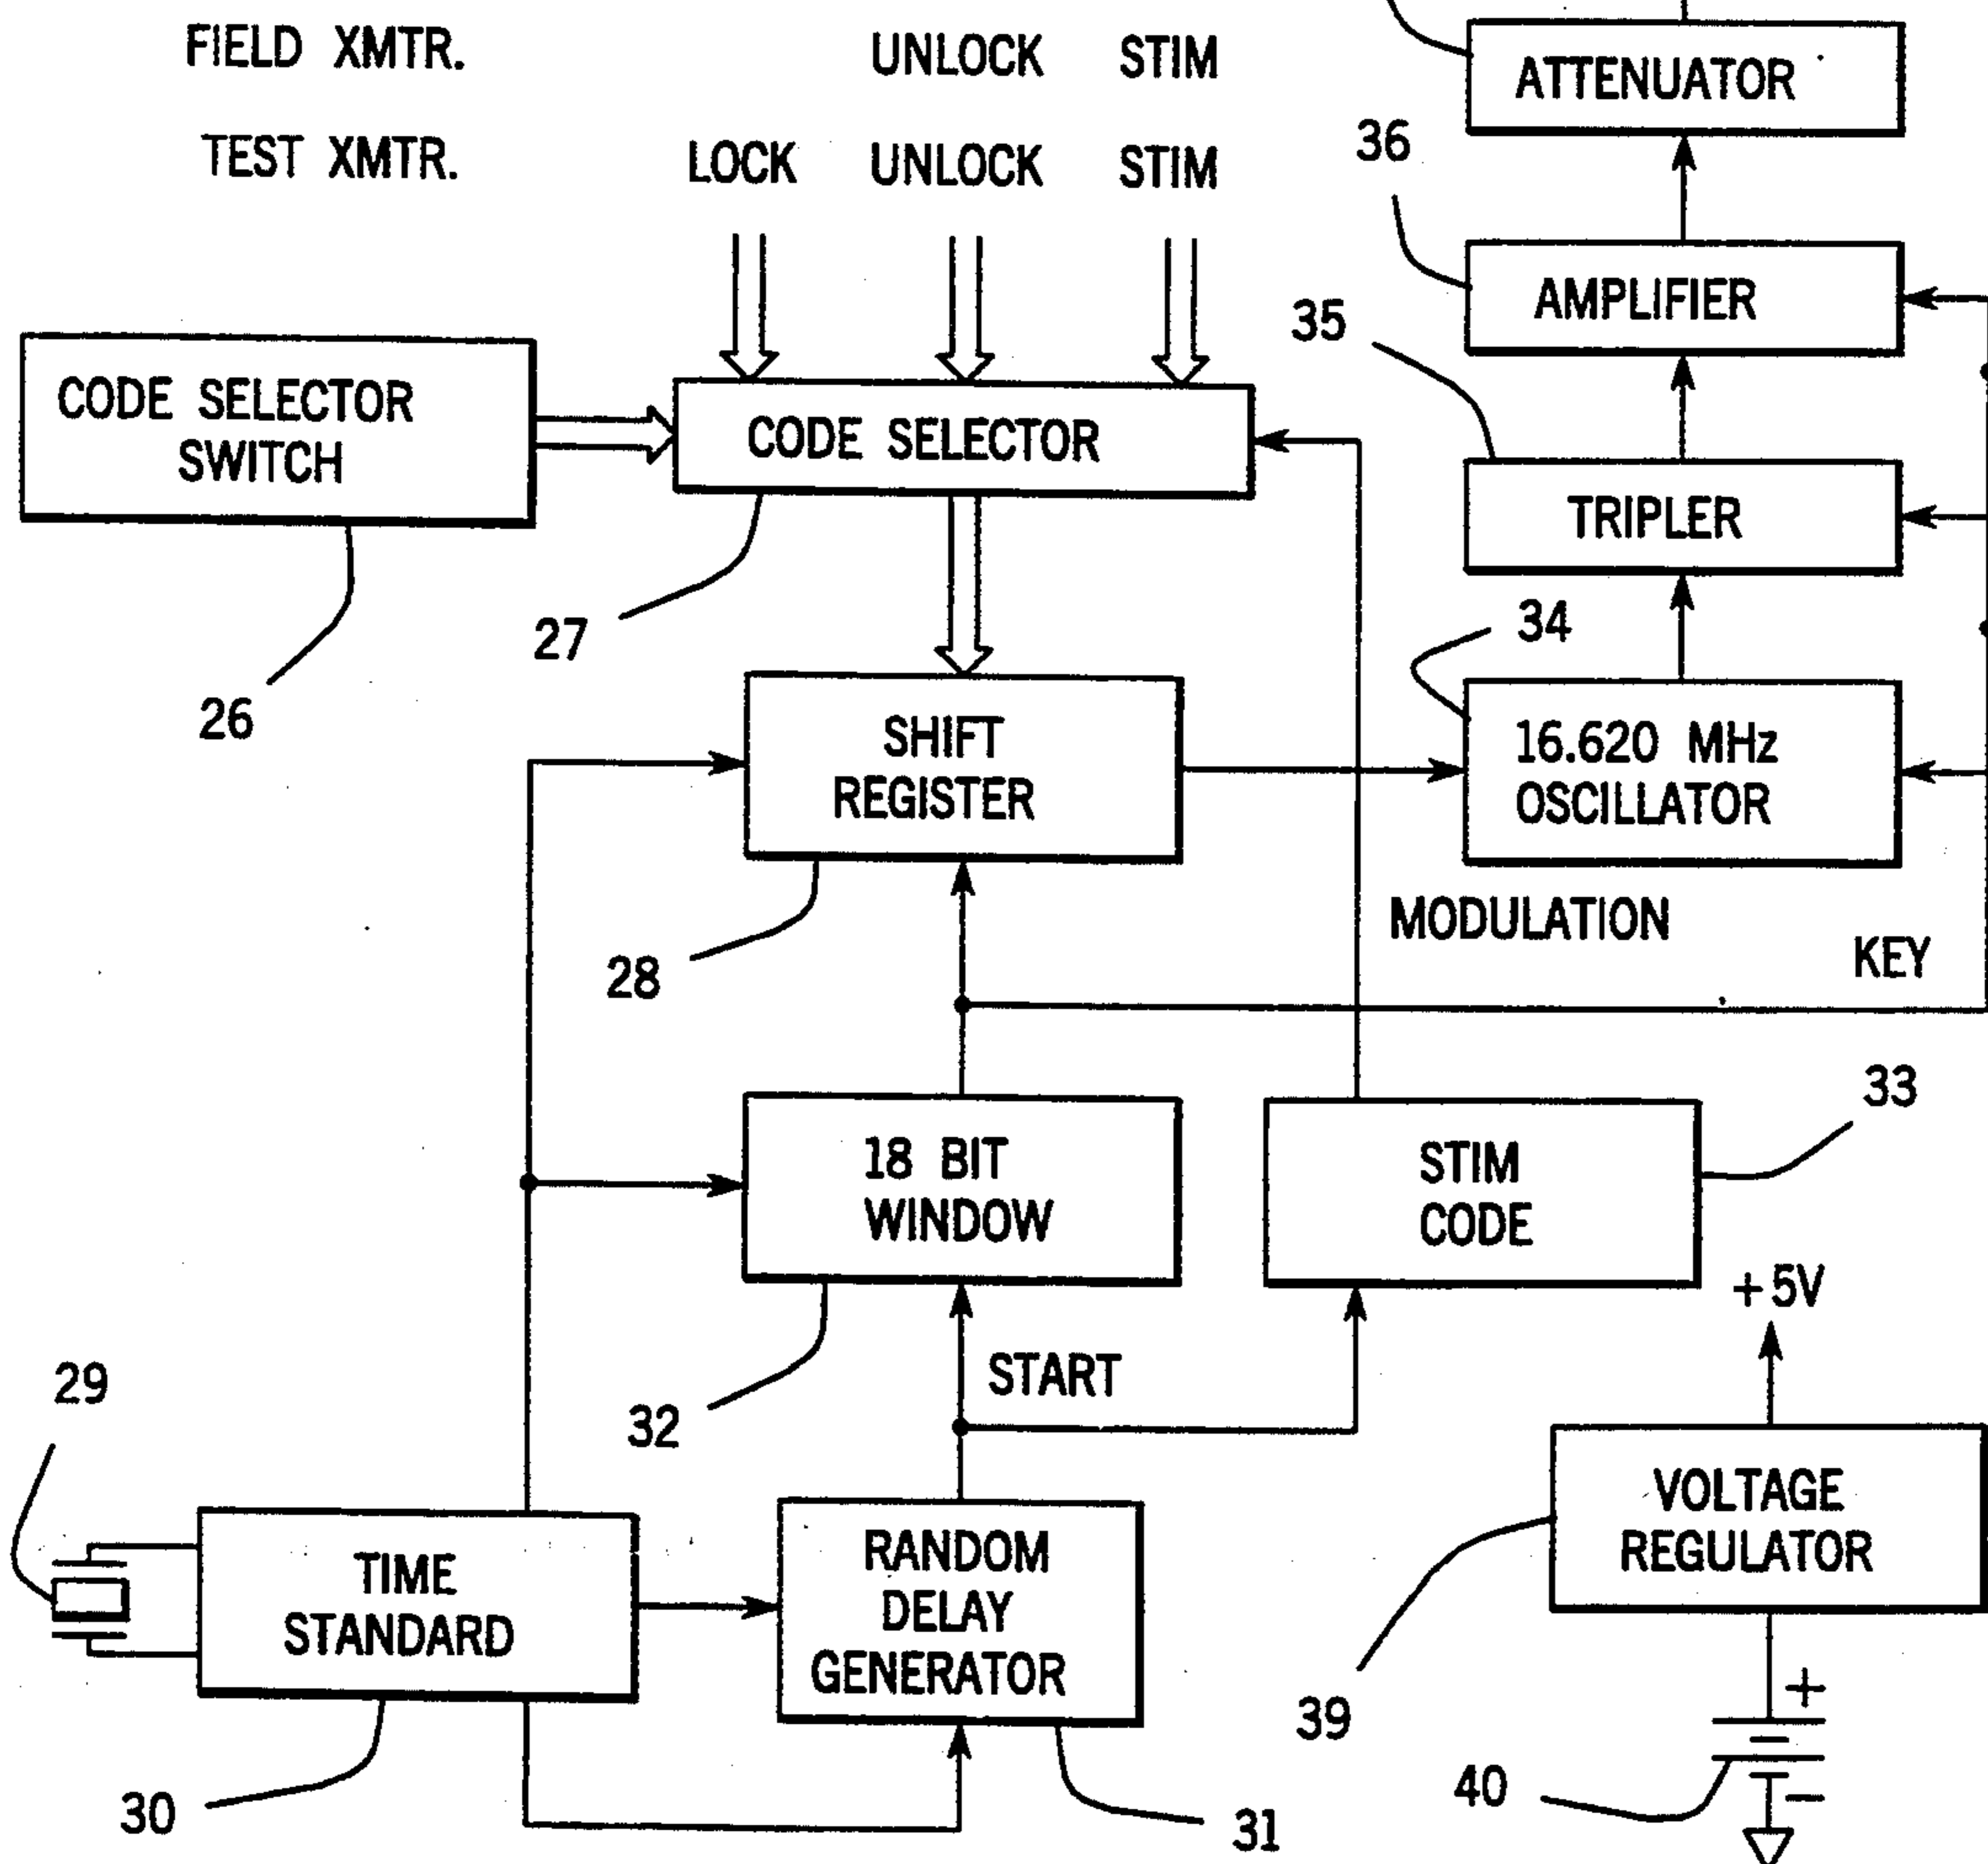 FIELD XMTR. UNLOCK STIM
ATTENUATOR
TEST XMTR. LOCK UNLOCK STIM
36
AMPLIFIER
35
CODE SELECTOR
SWITCH
CODE SELECTOR
TRIPLER
27
34
26
SHIFT
REGISTER
16.620 MHz
OSCILLATOR
MODULATION
28
KEY
33
18 BIT
WINDOW
STIM
CODE
+5V
29
START
32
VOLTAGE
REGULATOR
TIME
STANDARD
RANDOM
DELAY
GENERATOR
39
+
40
−
30
31